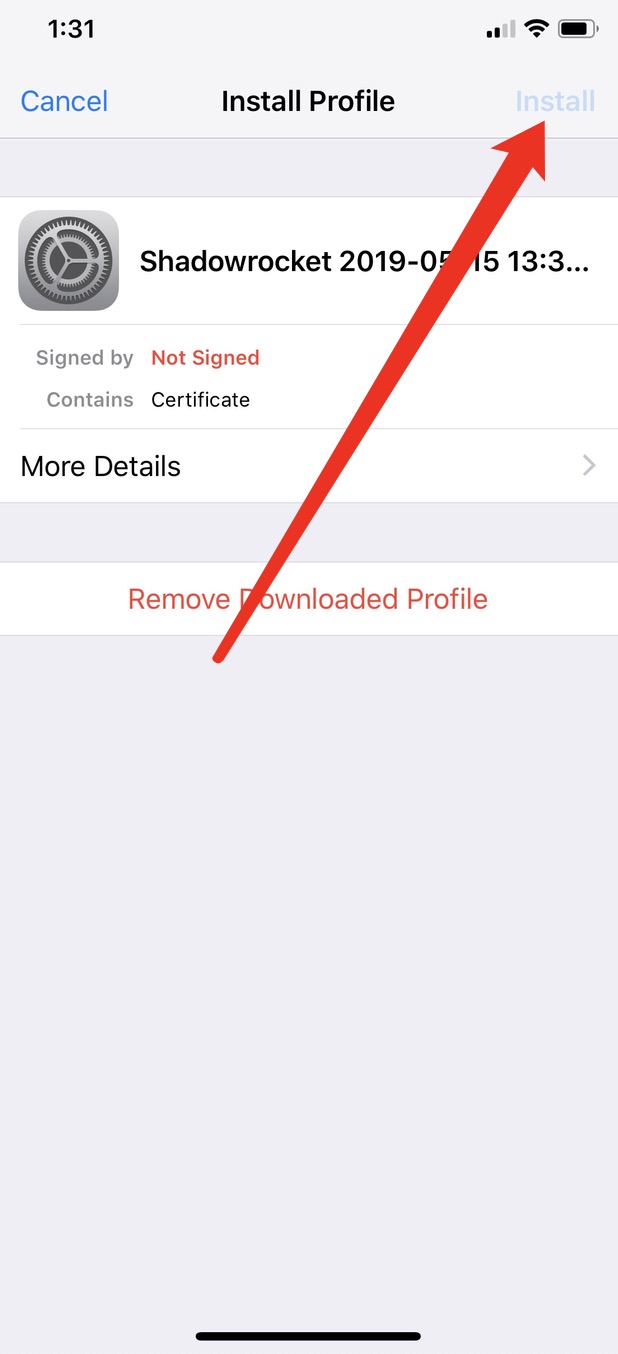 1:31
Cancel Install Profile Install
Shadowrocket 2019-05-15 13:3...
Signed by Not Signed
Contains Certificate
More Details
Remove Downloaded Profile